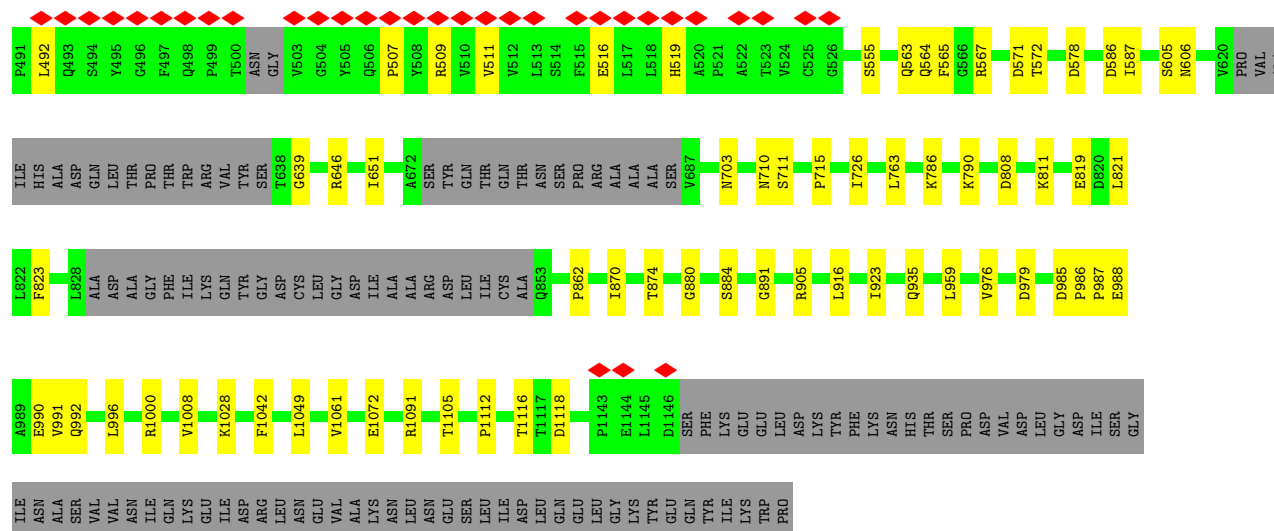 P491 L492 Q493 S494 Y495 G496 F497 Q498 P499 T500 ASN GLY V503 G504 Y505 Q506 P507 Y508 R509 V510 V511 V512 L513 S514 F515 E516 L517 L518 H519 A520 P521 A522 T523 V524 C525 G526 S555 Q563 Q564 F565 G566 R567 D571 T572 D578 D586 I587 S605 N606 V620 PRO VAL
ILE HIS ALA ASP GLN LEU THR PRO THR TRP ARG VAL TYR SER T638 G639 R646 I651 A672 SER TYR GLN THR GLN THR ASN SER PRO ARG ALA ALA ALA SER V687 N703 N710 S711 P715 I726 L763 K786 K790 D808 K811 E819 D820 L821
L822 F823 L828 ALA ASP ALA GLY PHE ILE LYS GLN TYR GLY ASP CYS LEU GLY ASP ILE ALA ALA ARG ASP LEU ILE CYS ALA Q853 P862 I870 T874 G880 S884 G891 R905 L916 I923 Q935 L959 V976 D979 D985 P986 P987 E988
A989 E990 V991 Q992 L996 R1000 V1008 K1028 F1042 L1049 V1061 E1072 R1091 T1105 P1112 T1116 T1117 D1118 P1143 E1144 L1145 D1146 SER PHE LYS GLU GLU LEU ASP LYS TYR PHE LYS ASN HIS THR SER PRO ASP VAL ASP LEU GLY ASP ILE SER GLY
ILE ASN ALA SER VAL VAL ASN ILE GLN LYS GLU ILE ASP ARG LEU ASN GLU VAL ALA LYS ASN LEU ASN GLU SER LEU ILE ASP LEU GLN GLU LEU GLY LYS TYR GLU GLN TYR ILE LYS TRP PRO